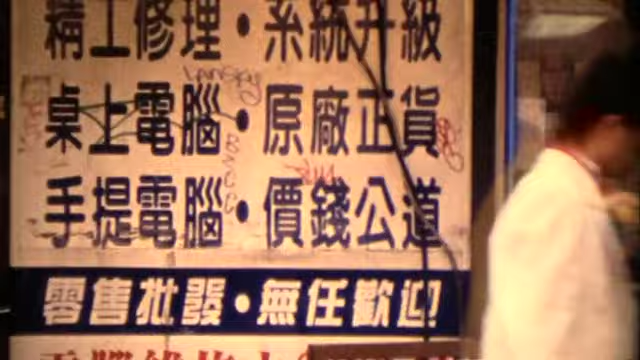 精工修理•系統升級
桌上電腦•原廠正貨
手提電腦•價錢公道
零售批發•無任歡迎!